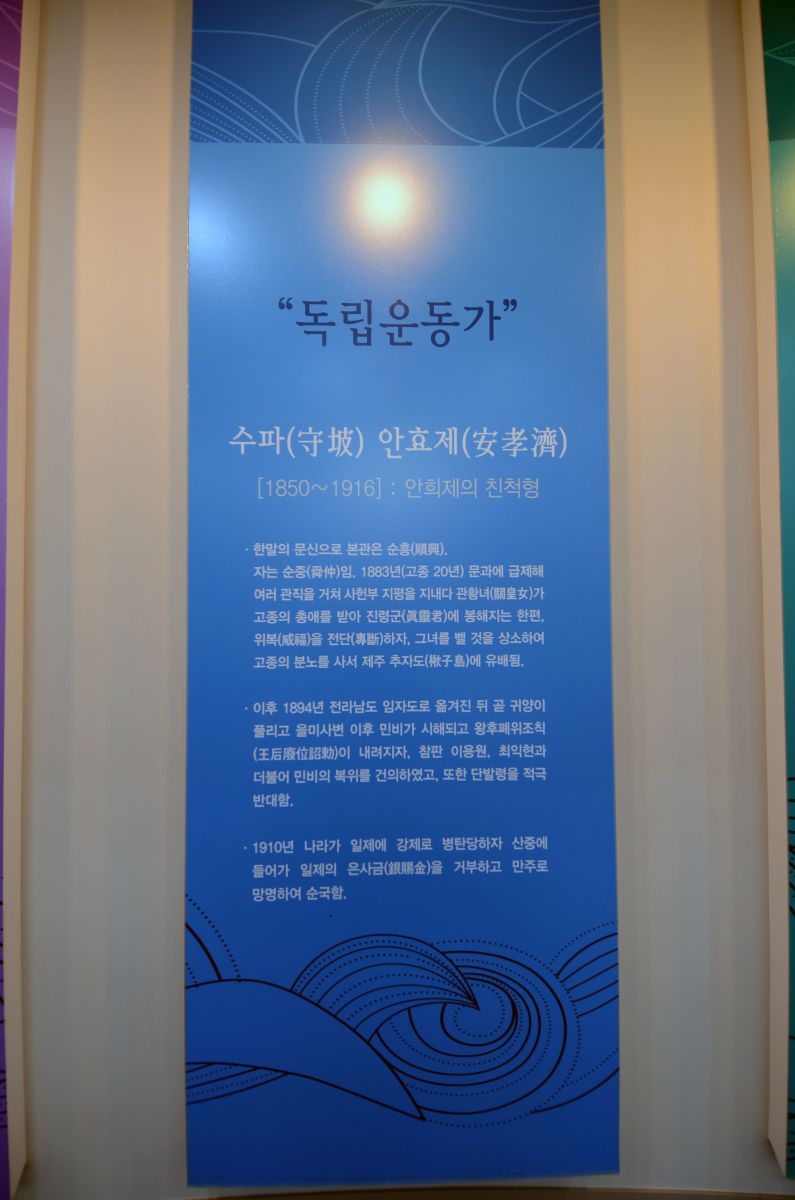 “독립운동가”
수파(守坡) 안효제(安孝濟)
[1850～1916] : 안희제의 친척형
· 한말의 문신으로 본관은 순흥(順興).
자는 순중(舜仲)임. 1883년(고종 20년) 문과에 급제해
여러 관직을 거쳐 사헌부 지평을 지내다 관황녀(關皇女)가
고종의 총애를 받아 진령군(眞靈君)에 봉해지는 한편,
위복(威福)을 전단(專斷)하자, 그녀를 벨 것을 상소하여
고종의 분노를 사서 제주 추자도(楸子島)에 유배됨.
· 이후 1894년 전라남도 임자도로 옮겨진 뒤 곧 귀양이
풀리고 을미사변 이후 민비가 시해되고 왕후폐위조칙
(王后廢位詔勅)이 내려지자, 참판 이용원, 최익현과
더불어 민비의 복위를 건의하였고, 또한 단발령을 적극
반대함.
· 1910년 나라가 일제에 강제로 병탄당하자 산중에
들어가 일제의 은사금(銀賜金)을 거부하고 만주로
망명하여 순국함.